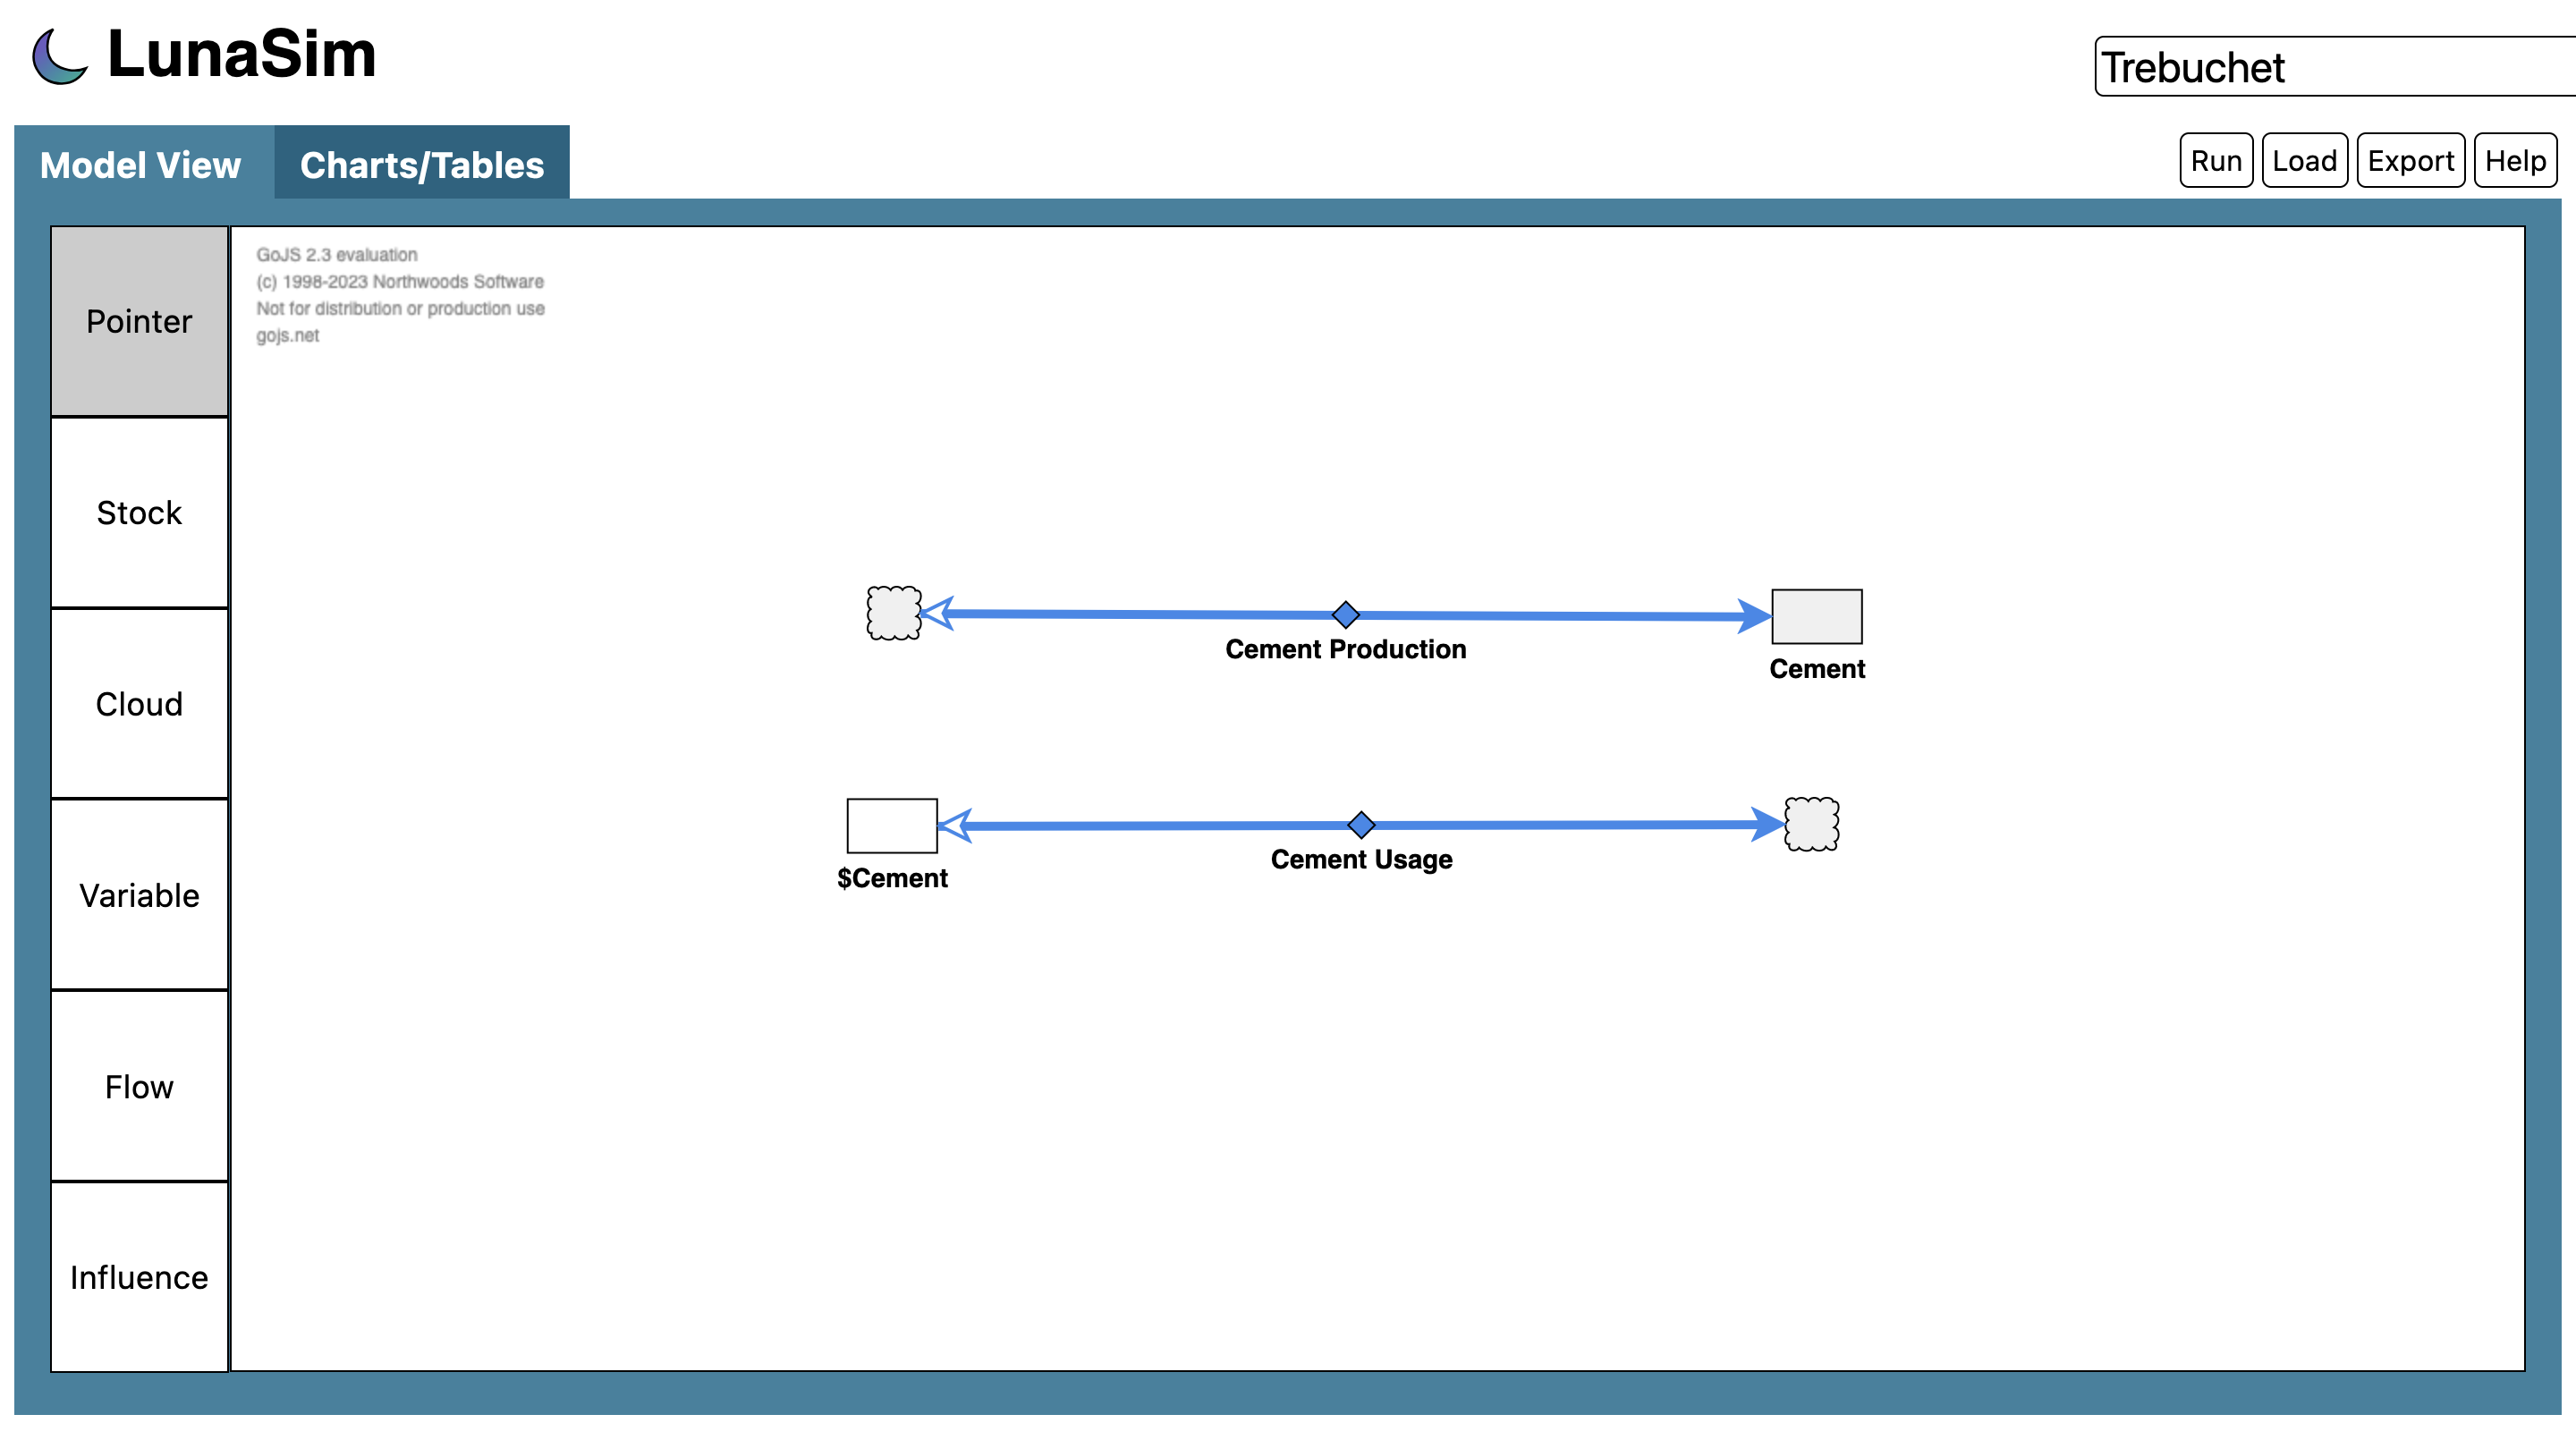 LunaSim
Trebuchet
Model View
Charts/Tables
Run
Load
Export
Help
Pointer
Stock
Cloud
Variable
Flow
Influence
GoJS 2.3 evaluation
(c) 1998-2023 Northwoods Software
Not for distribution or production use
gojs.net
Cement Production
Cement
$Cement
Cement Usage